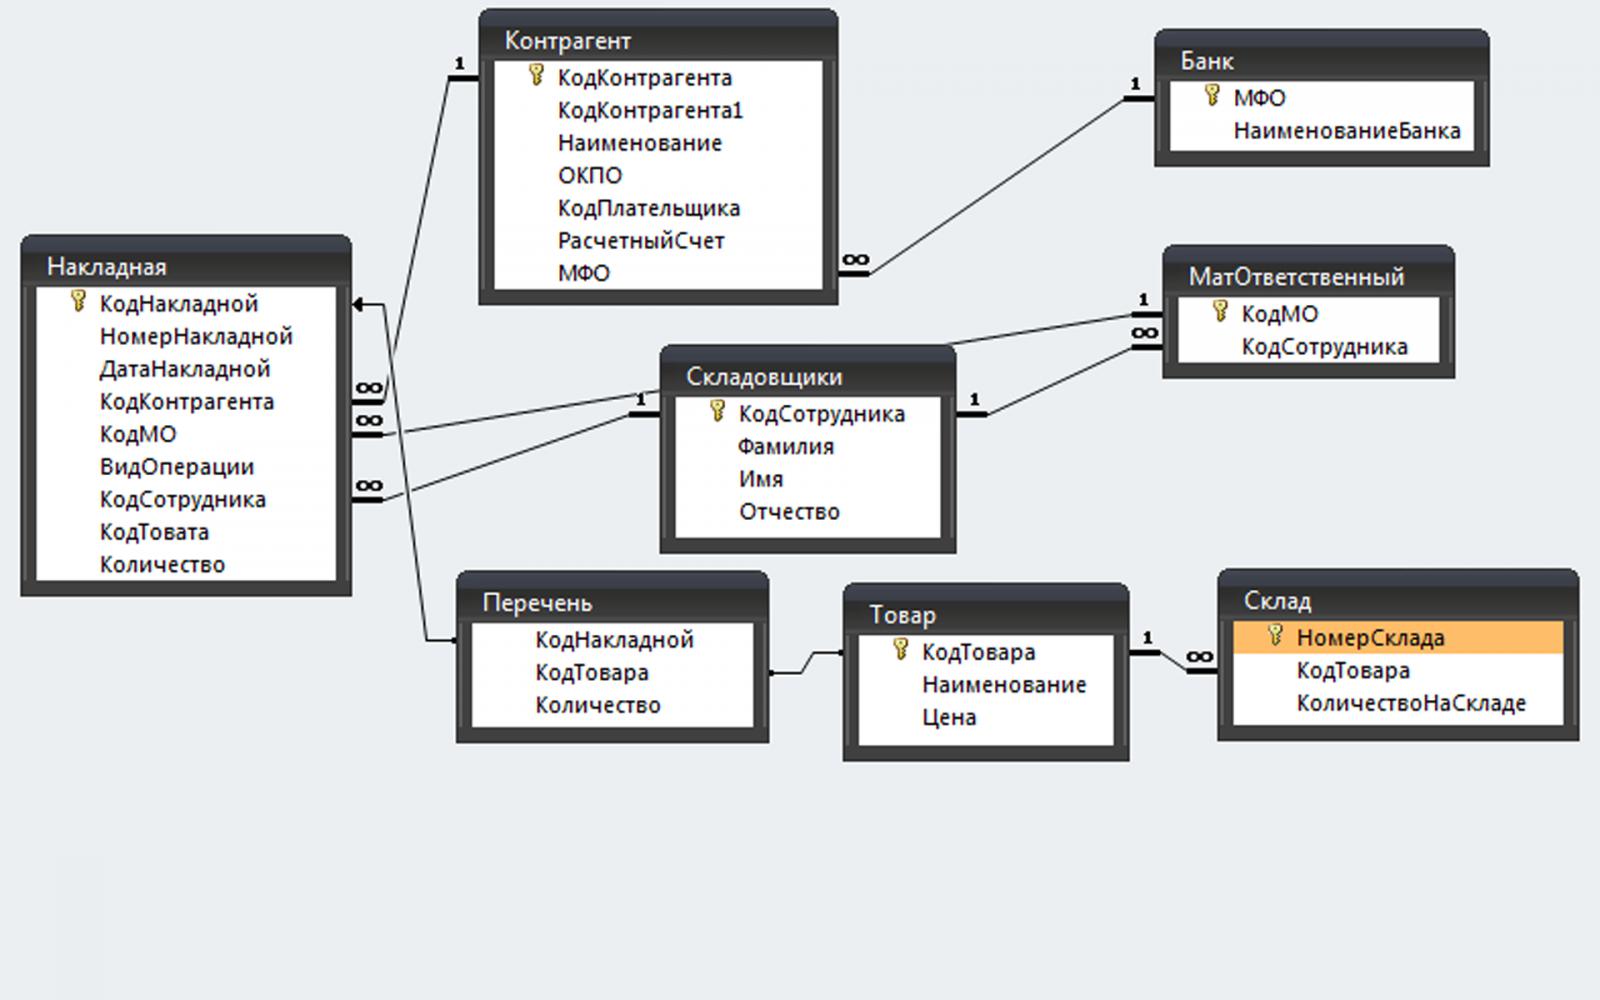 Контрагент
КодКонтрагента
КодКонтрагента1
Наименование
ОКПО
КодПлательщика
РасчетныйСчет
МФО
Банк
МФО
НаименованиеБанка
Накладная
КодНакладной
НомерНакладной
ДатаНакладной
КодКонтрагента
КодМО
ВидОперации
КодСотрудника
КодТовата
Количество
МатОтветственный
КодМО
КодСотрудника
Складовщики
КодСотрудника
Фамилия
Имя
Отчество
Перечень
КодНакладной
КодТовара
Количество
Товар
КодТовара
Наименование
Цена
Склад
НомерСклада
КодТовара
КоличествоНаСкладе
1
∞
1
∞
1
∞
1
∞
1
∞
1
∞